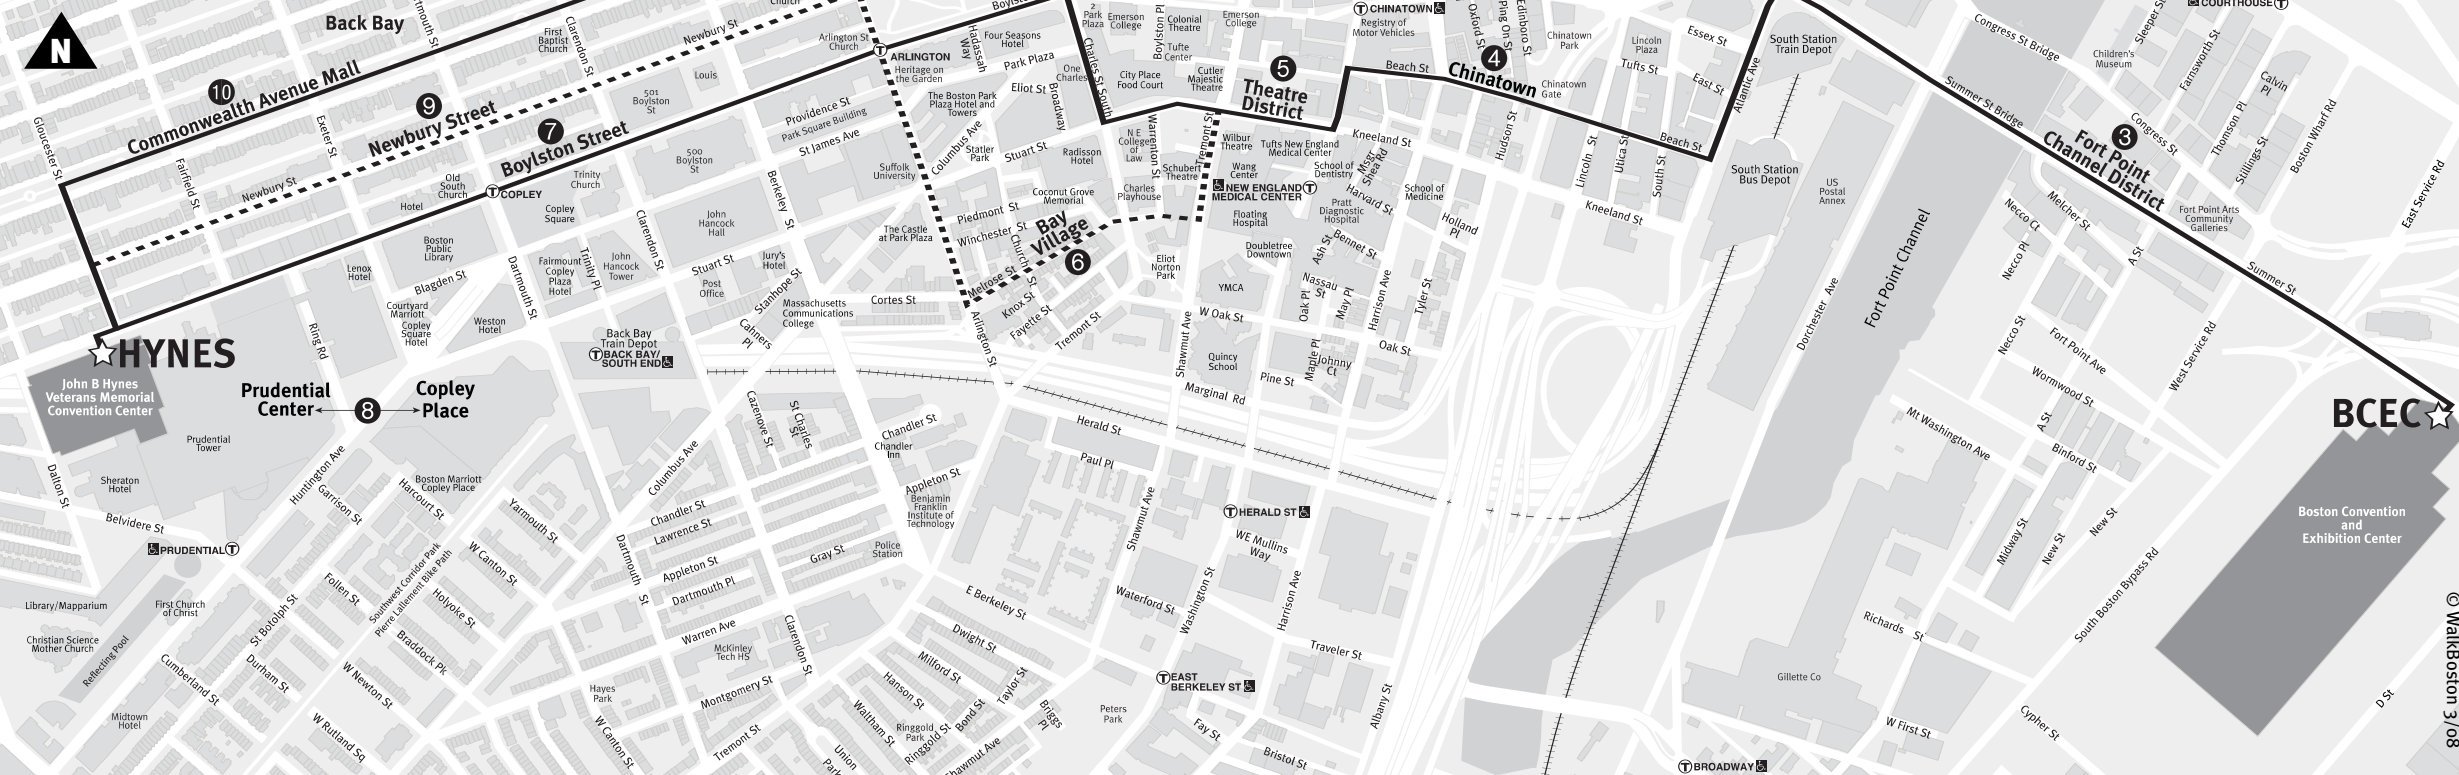 N
Back Bay
Dartmouth St
Clarendon St
First
Baptist
Church
Newbury St
Church
Arlington St
Church
ARLINGTON
Heritage on
the Garden
Hadassah
Way
Four Seasons
Hotel
Park Plaza
Eliot St
Boylston
Charles St South
One
Charles
Broadway
2
Park
Plaza
Emerson
College
Boylston Pl
Colonial
Theatre
Tufte
Center
Emerson
College
City Place
Food Court
Cutler
Majestic
Theatre
5
Theatre
District
CHINATOWN
Registry of
Motor Vehicles
Oxford St
Ping On St
Edinboro St
4
Chinatown
Beach St
Chinatown
Park
Chinatown
Gate
Lincoln
Plaza
Essex St
Tufts St
East St
Atlantic Ave
South Station
Train Depot
Congress St Bridge
Children's
Museum
Sleeper St
COURTHOUSE
Farnsworth St
Calvin
Pl
Thomson Pl
Stillings St
Boston Wharf Rd
Summer St Bridge
Congress St
3
Fort Point
Channel District
East Service Rd
10
Commonwealth Avenue Mall
9
Newbury Street
7
Boylston Street
Louis
501
Boylston
St
Providence St
Park Square Building
St James Ave
The Boston Park
Plaza Hotel and
Towers
Columbus Ave
Statler
Park
Stuart St
Radisson
Hotel
N E
College
of
Law
Warrenton St
Schubert
Theatre
Tremont St
Wilbur
Theatre
Wang
Center
Tufts New England
Medical Center
Kneeland St
School of
Dentistry
Msgr
Shea Rd
Harvard St
School of
Medicine
Hudson St
Lincoln St
Utica St
South St
Beach St
Kneeland St
South Station
Bus Depot
US
Postal
Annex
Gloucester St
Exeter St
Fairfield St
Newbury St
Old
South
Church
COPLEY
Hotel
Trinity
Church
Copley
Square
500
Boylston
St
Berkeley St
Suffolk
University
John
Hancock
Hall
Clarendon St
The Castle
at Park Plaza
Piedmont St
Winchester St
Church St
Coconut Grove
Memorial
Charles
Playhouse
Bay
Village
6
Melrose St
NEW ENGLAND
MEDICAL CENTER
Floating
Hospital
Pratt
Diagnostic
Hospital
Holland
Pl
Bennet St
Ash St
Doubletree
Downtown
Nassau
St
Eliot
Norton
Park
YMCA
Oak Pl
May Pl
Harrison Ave
Tyler St
Dorchester Ave
Fort Point Channel
Necco Ct
Necco Pl
Melcher St
A St
Fort Point Arts
Community
Galleries
Summer St
Boston
Public
Library
Lenox
Hotel
Blagden St
Dartmouth St
Fairmount
Copley
Plaza
Hotel
Trinity Pl
John
Hancock
Tower
Stuart St
Post
Office
Jury's
Hotel
Stanhope St
Massachusetts
Communications
College
Cortes St
Knox St
Fayette St
Tremont St
Arlington St
Shawmut Ave
W Oak St
Quincy
School
Maple Pl
Johnny
Ct
Oak St
Pine St
Marginal Rd
Courtyard
Marriott
Copley
Square
Hotel
Weston
Hotel
Ring Rd
Back Bay
Train Depot
BACK BAY/
SOUTH END
Cahners
Pl
HYNES
John B Hynes
Veterans Memorial
Convention Center
Prudential
Center
8
Copley
Place
Prudential
Tower
Necco St
Fort Point Ave
Wormwood St
West Service Rd
BCEC
Mt Washington Ave
A St
Binford St
Boston Convention
and
Exhibition Center
Cazenove St
St Charles
St
Chandler St
Chandler
Inn
Appleton St
Benjamin
Franklin
Institute of
Technology
Herald St
Paul Pl
Shawmut Ave
HERALD ST
WE Mullins
Way
Columbus Ave
Dalton St
Sheraton
Hotel
Belvidere St
PRUDENTIAL
Huntington Ave
Garrison St
Harcourt St
Boston Marriott
Copley Place
Yarmouth St
W Canton St
Southwest Corridor Park
Pierre Lallement Bike Path
Follen St
St Botolph St
Holyoke St
Braddock Pk
Chandler St
Lawrence St
Appleton St
Dartmouth Pl
Dartmouth St
Gray St
Police
Station
Warren Ave
McKinley
Tech HS
Clarendon St
E Berkeley St
Waterford St
Washington St
Harrison Ave
Traveler St
Midway St
New St
New St
South Boston Bypass Rd
Richards St
Library/Mapparium
First Church
of Christ
Christian Science
Mother Church
Reflecting Pool
Cumberland St
Durham St
W Newton St
W Rutland Sq
Midtown
Hotel
Hayes
Park
W Canton St
Montgomery St
Tremont St
Dwight St
Milford St
Hanson St
Waltham St
Union
Park
Ringgold
Park
Ringgold St
Bond St
Taylor St
Briggs
Pl
Shawmut Ave
EAST
BERKELEY ST
Peters
Park
Fay St
Bristol St
Albany St
Gillette Co
BROADWAY
W First St
Cypher St
D St
© WalkBoston 3/08